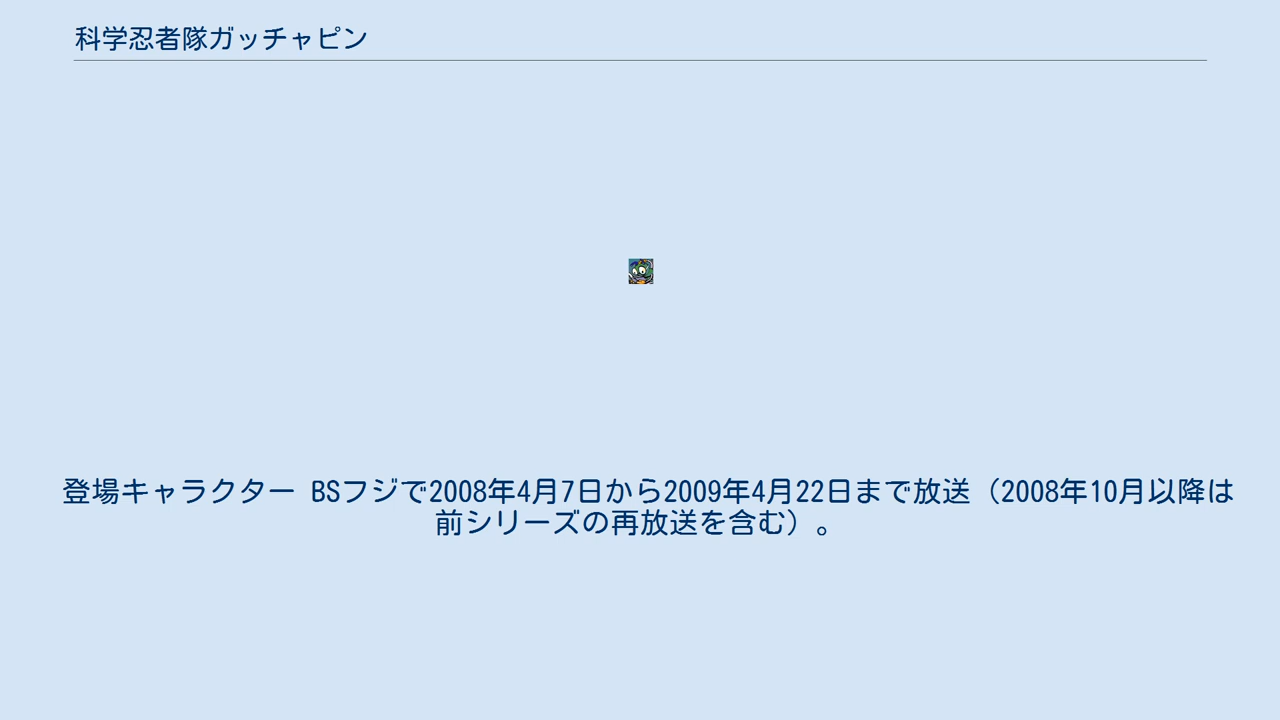 科学忍者隊ガッチャピン
登場キャラクター BSフジで2008年4月7日から2009年4月22日まで放送（2008年10月以降は
前シリーズの再放送を含む）。